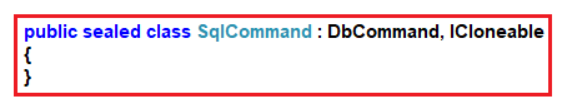 public sealed class SqlCommand : DbCommand, ICloneable
{
}